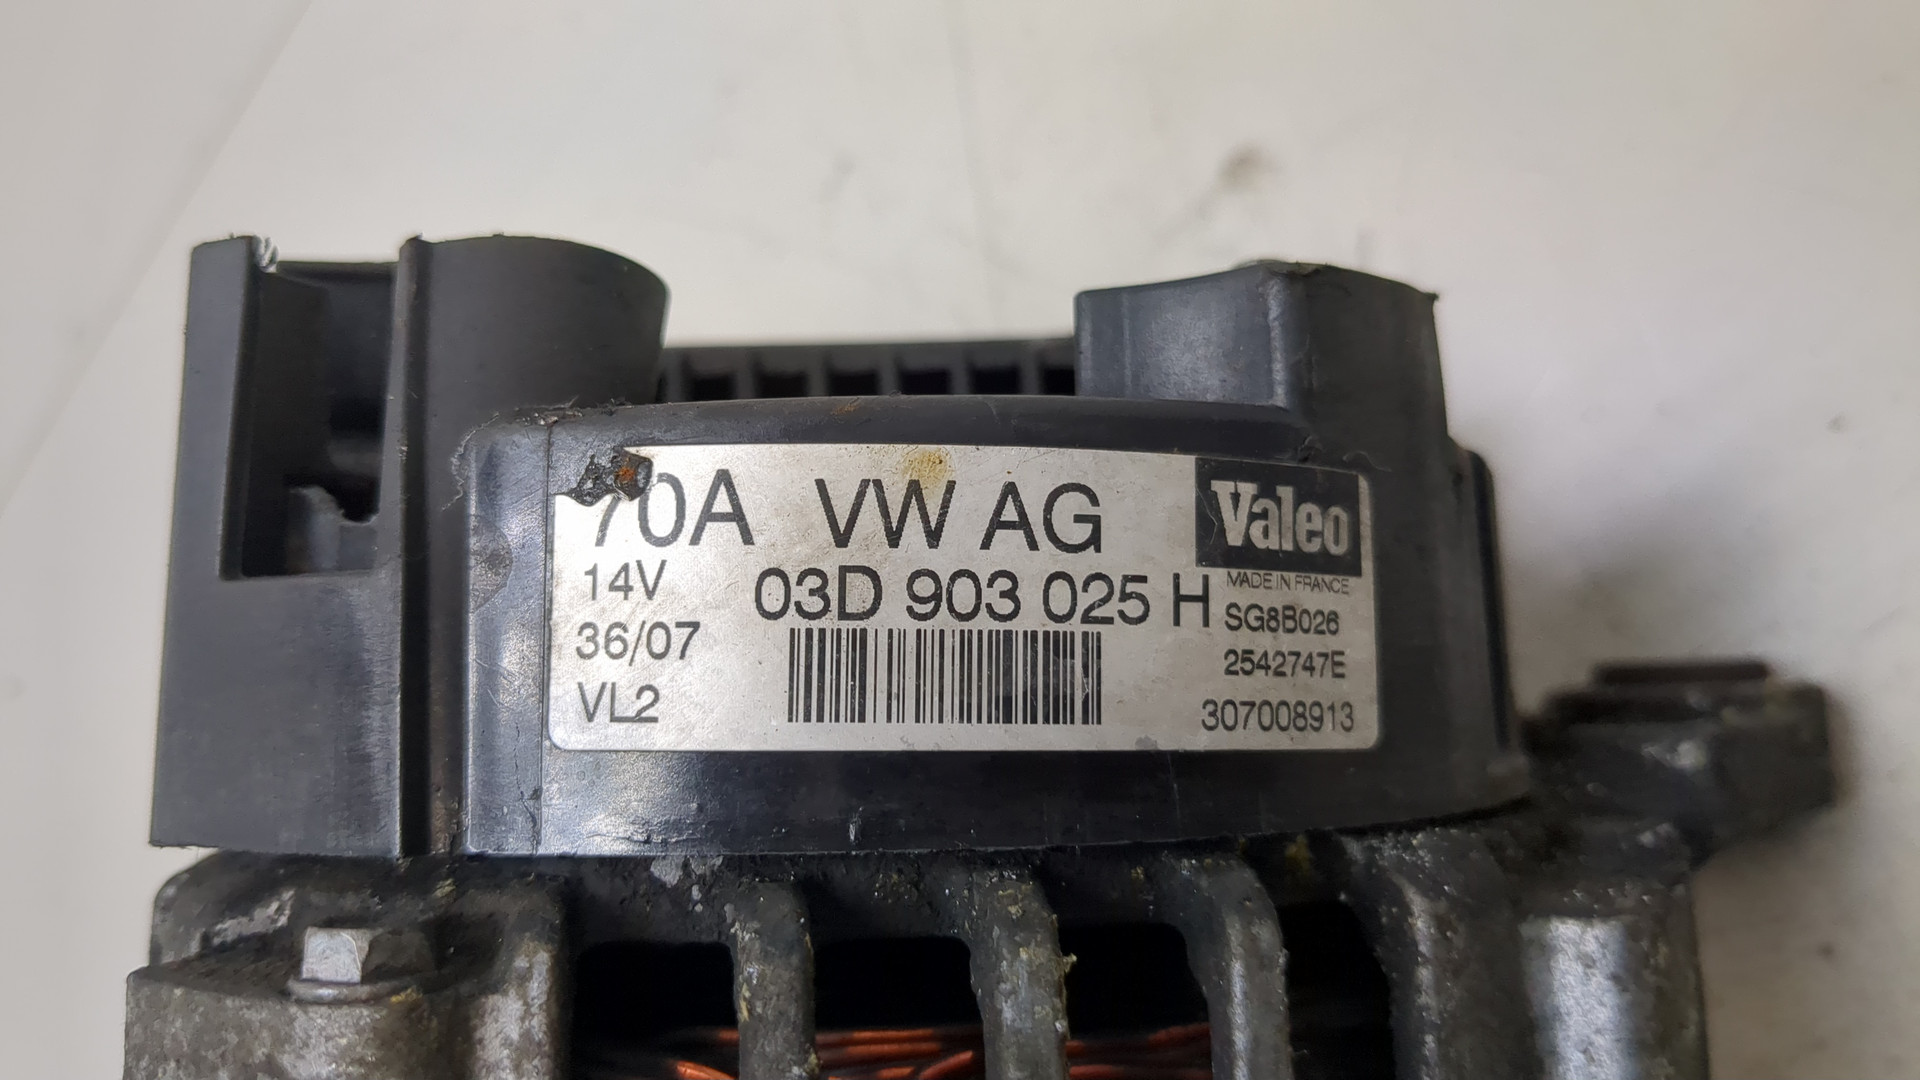 70A VW AG Valeo
MADE IN FRANCE
14V 03D 903 025 H SG8B026
36/07 2542747E
VL2 307008913